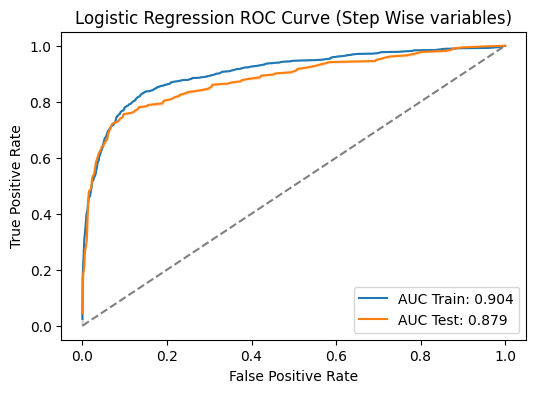 Logistic Regression ROC Curve (Step Wise variables)
1.0
0.8
0.6
0.4
0.2
0.0
True Positive Rate
AUC Train: 0.904
AUC Test: 0.879
0.0 0.2 0.4 0.6 0.8 1.0
False Positive Rate